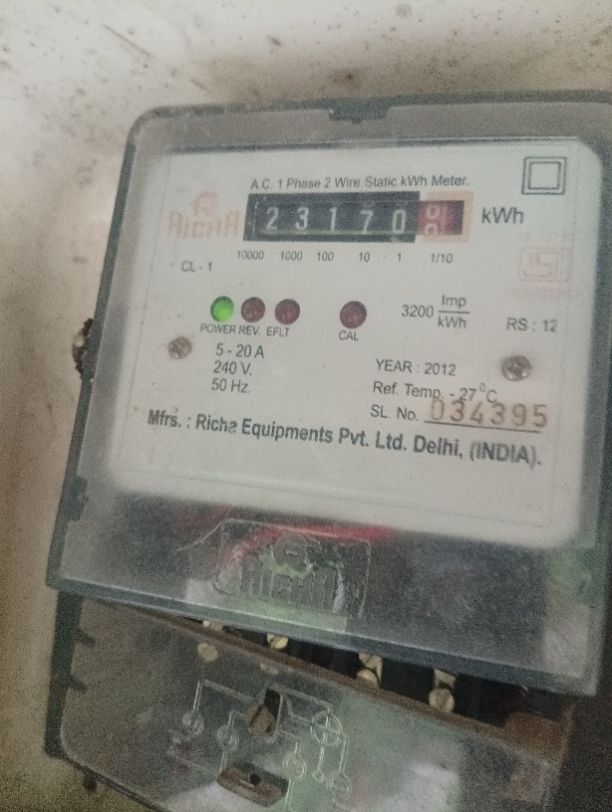 A.C. 1 Phase 2 Wire Static kWh Meter.
RICHA 23170 kWh
10000 1000 100 10 1 1/10
CL - 1
3200 Imp/kWh
RS : 12
POWER REV. EFLT CAL
5 - 20 A
240 V.
50 Hz.
YEAR : 2012
Ref. Temp. - 27°C
SL. No. 034395
Mfrs. : Richa Equipments Pvt. Ltd. Delhi, (INDIA).
RICHA